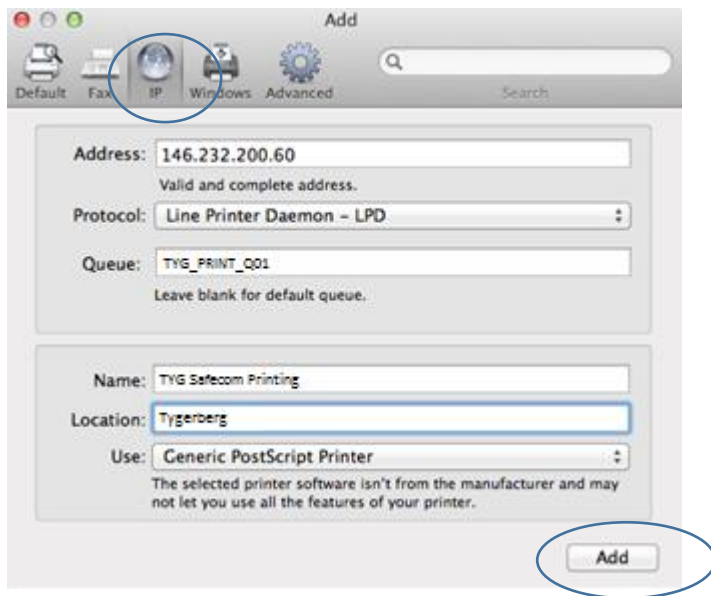 Add
Default Fax IP Windows Advanced Search
Address: 146.232.200.60
Valid and complete address.
Protocol: Line Printer Daemon – LPD
Queue: TYG_PRINT_Q01
Leave blank for default queue.
Name: TYG Safecom Printing
Location: Tygerberg
Use: Generic PostScript Printer
The selected printer software isn't from the manufacturer and may
not let you use all the features of your printer.
Add